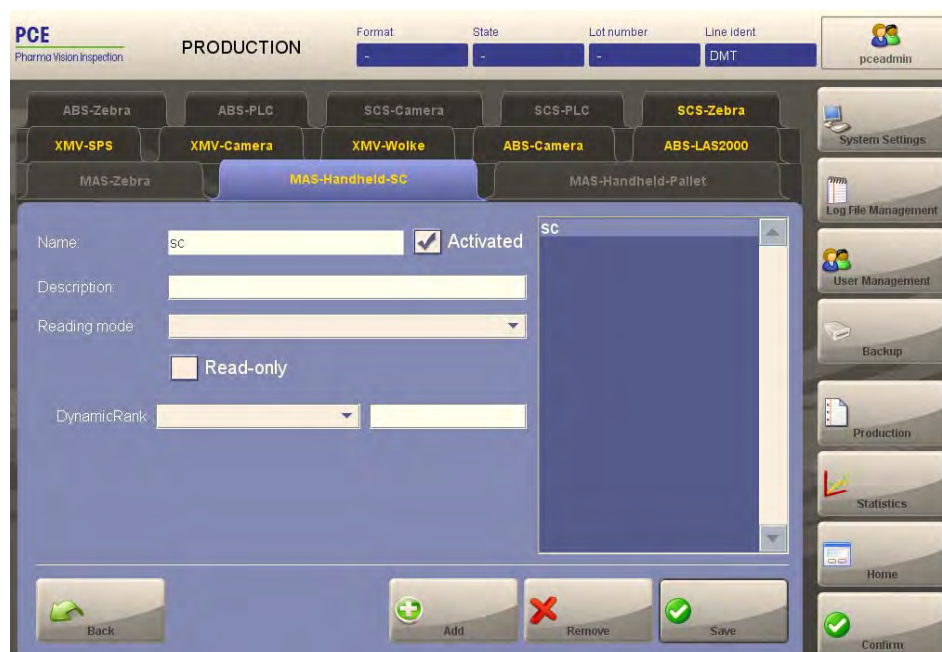 PCE
Pharma Vision Inspection
PRODUCTION
Format State Lot number Line ident
- - - DMT
pceadmin
ABS-Zebra ABS-PLC SCS-Camera SCS-PLC SCS-Zebra
XMV-SPS XMV-Camera XMV-Wolke ABS-Camera ABS-LAS2000
MAS-Zebra MAS-Handheld-SC MAS-Handheld-Pallet
Name: sc Activated
Description:
Reading mode
Read-only
DynamicRank
sc
Back Add Remove Save
System Settings
Log File Management
User Management
Backup
Production
Statistics
Home
Confirm